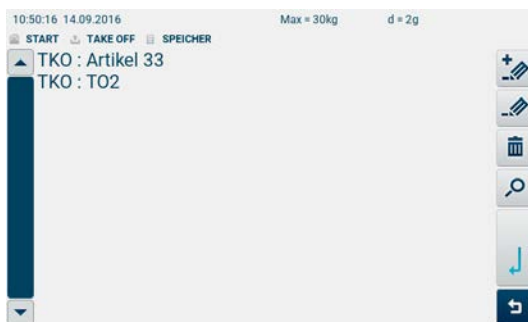 10:50:16 14.09.2016 Max = 30kg d = 2g
START TAKE OFF SPEICHER
TKO : Artikel 33
TKO : TO2